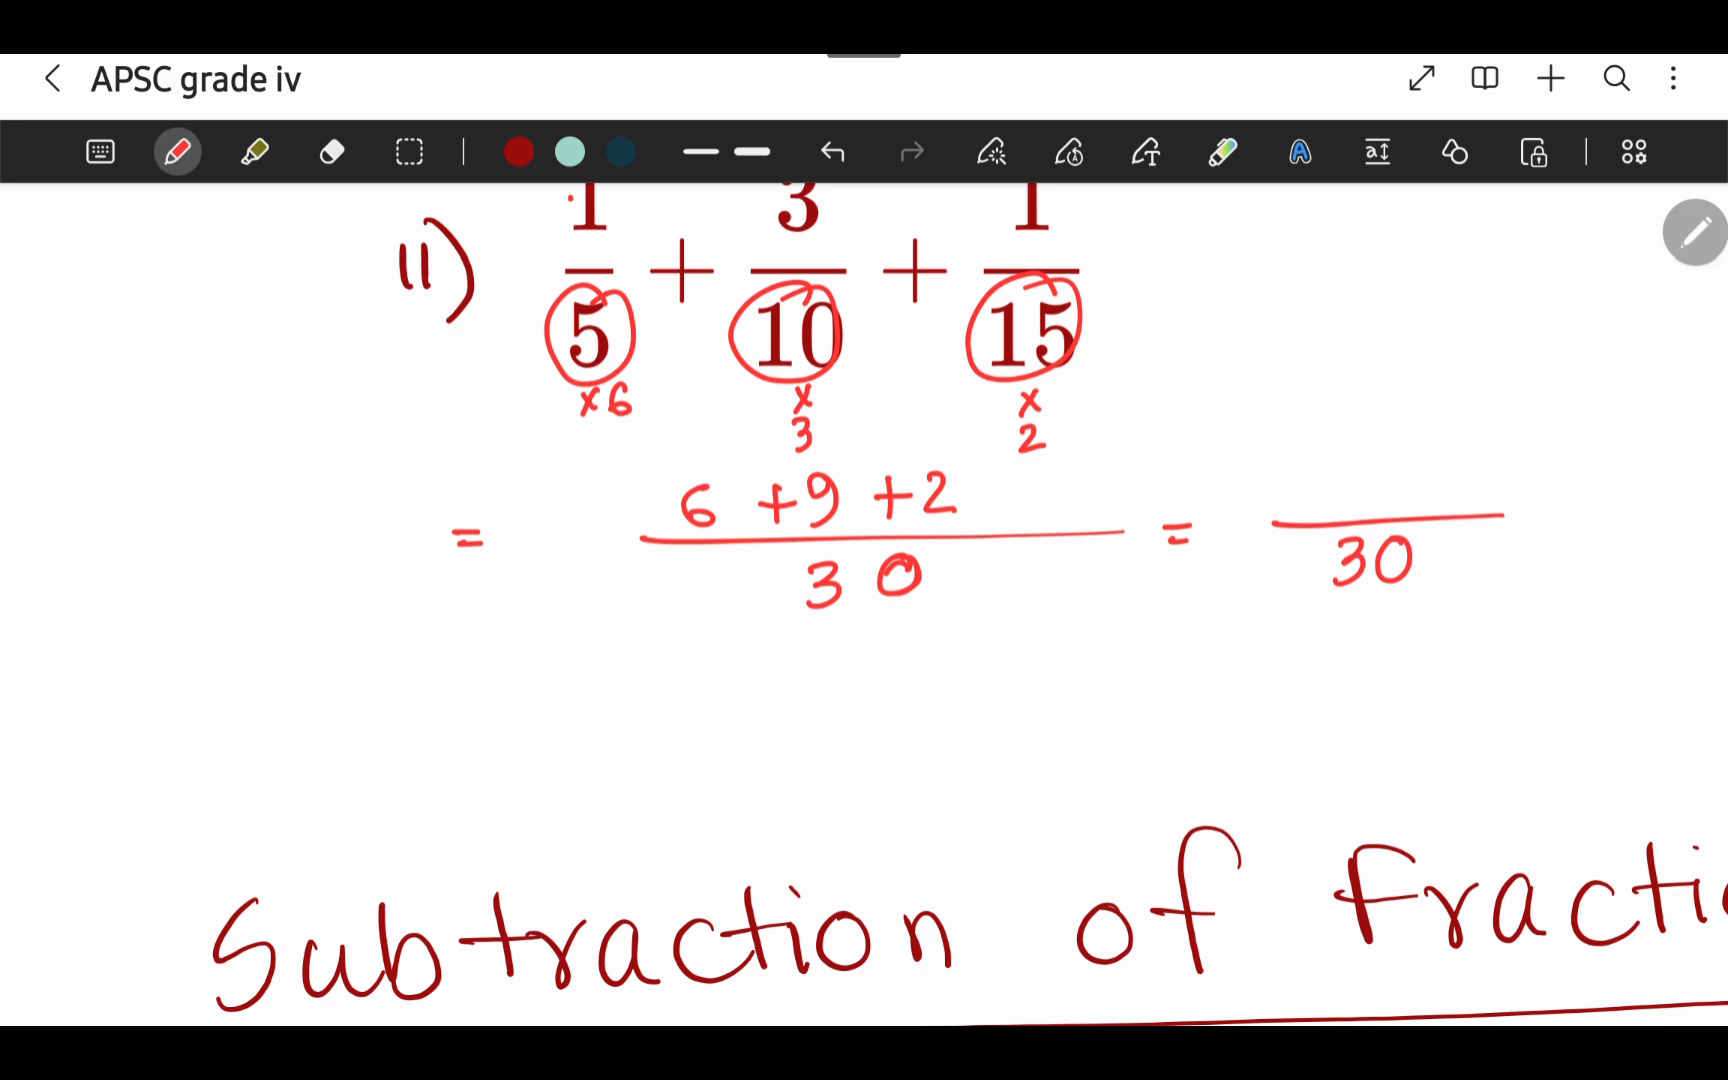 APSC grade iv
11) 1/5 + 3/10 + 1/15
×6 × 3 × 2
= 6 + 9 + 2 / 30 = / 30
Subtraction of Fracti